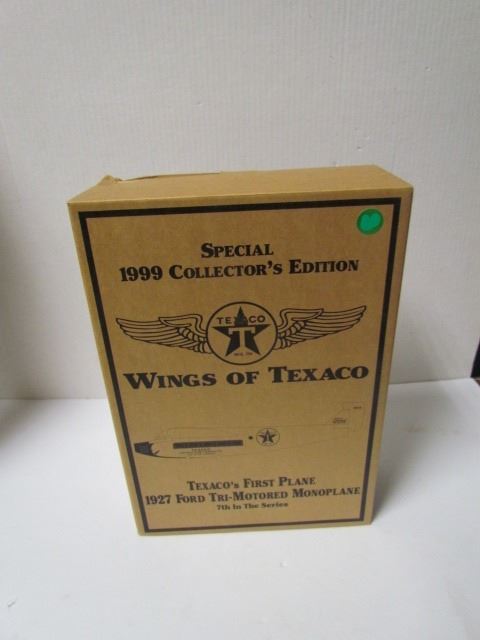 SPECIAL
1999 COLLECTOR'S EDITION
TEXACO
T
WINGS OF TEXACO
TEXACO
TEXACO'S FIRST PLANE
1927 FORD TRI-MOTORED MONOPLANE
7th In The Series